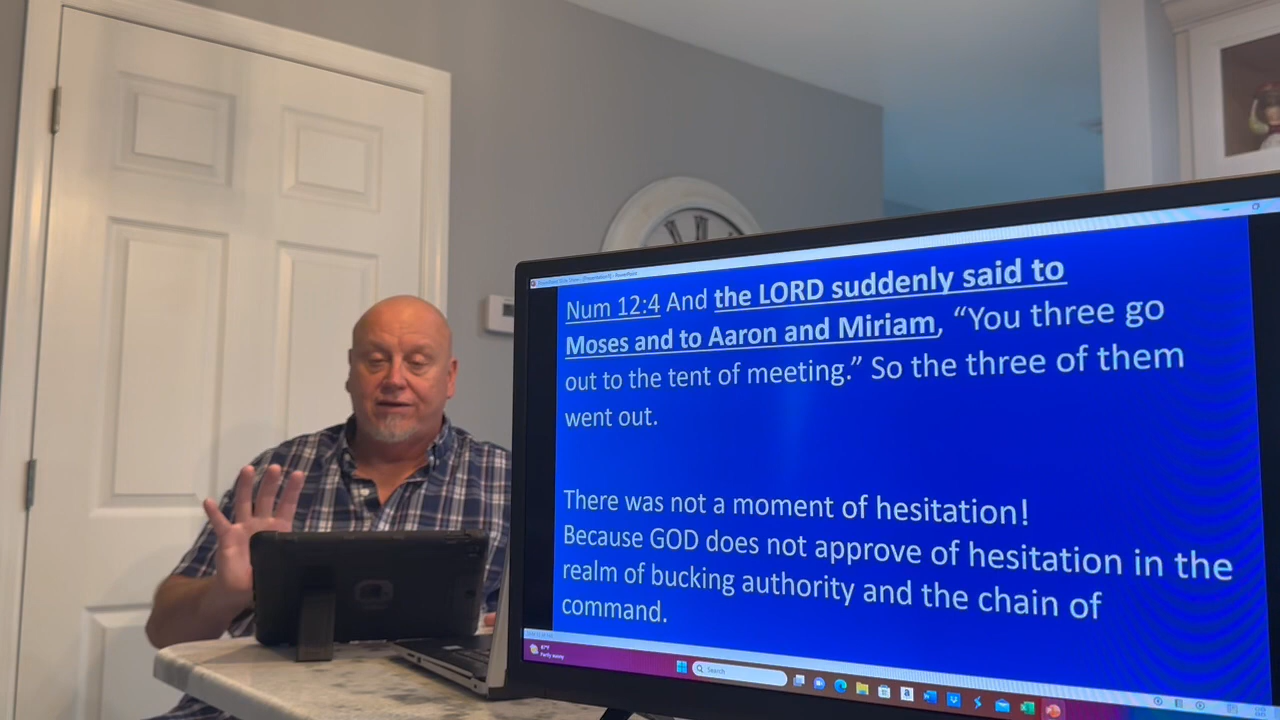 Num 12:4 And the LORD suddenly said to
Moses and to Aaron and Miriam, “You three go
out to the tent of meeting.” So the three of them
went out.
There was not a moment of hesitation!
Because GOD does not approve of hesitation in the
realm of bucking authority and the chain of
command.
87°F
Search